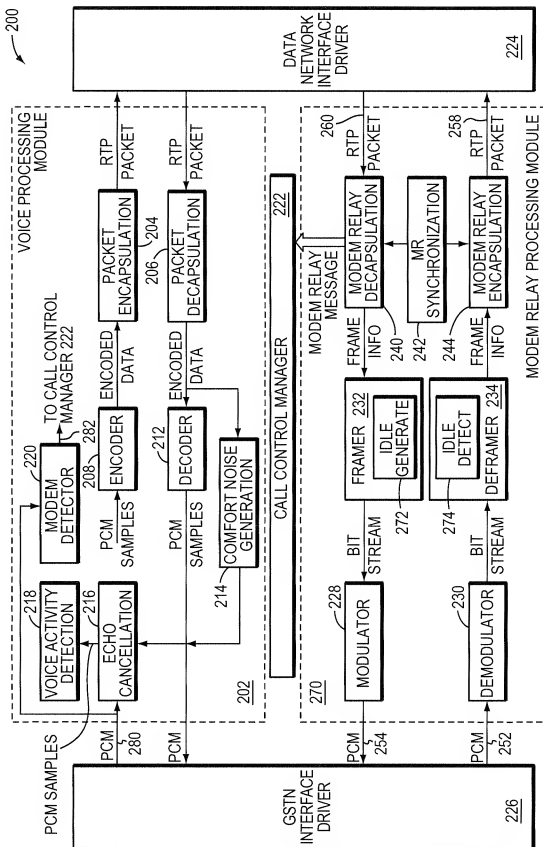 200
VOICE PROCESSING
MODULE
TO CALL CONTROL
MANAGER 222
282
220
MODEM
DETECTOR
218
VOICE ACTIVITY
DETECTION
PCM SAMPLES
216
ECHO
CANCELLATION
PCM
280
208
ENCODER
PCM
SAMPLES
ENCODED
DATA
PACKET
ENCAPSULATION
204
RTP
PACKET
206
PACKET
DECAPSULATION
RTP
PACKET
ENCODED
DATA
212
DECODER
PCM
SAMPLES
COMFORT NOISE
GENERATION
214
PCM
202
DATA
NETWORK
INTERFACE
DRIVER
224
CALL CONTROL MANAGER
222
GSTN
INTERFACE
DRIVER
226
MODEM RELAY
MESSAGE
260
RTP
PACKET
MODEM RELAY
DECAPSULATION
240
FRAME
INFO
FRAMER
232
IDLE
GENERATE
272
BIT
STREAM
228
MODULATOR
PCM
254
MR
SYNCHRONIZATION
242
258
RTP
PACKET
MODEM RELAY
ENCAPSULATION
244
FRAME
INFO
234
DEFRAMER
IDLE
DETECT
274
BIT
STREAM
230
DEMODULATOR
PCM
252
270
MODEM RELAY PROCESSING MODULE